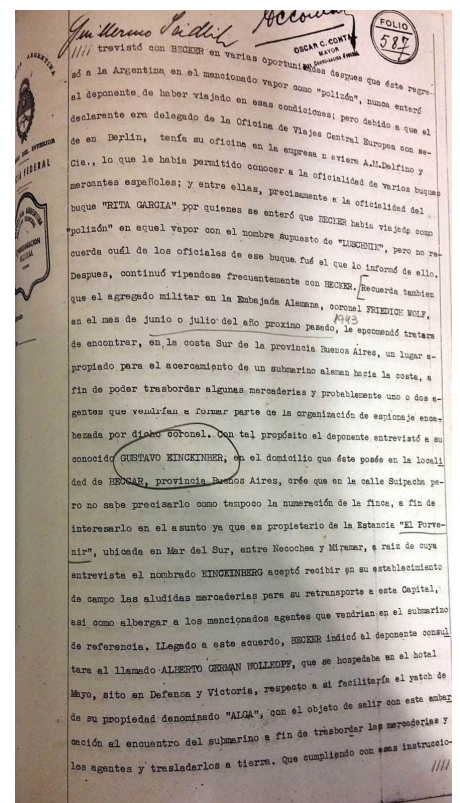 Guillermo Seidlitz
FOLIO
587
OSCAR C. CONTAL
MAYOR
//// trevistó con BECKER en varias oportunidades despues que éste regre-
só a la Argentina en el mancionado vapor como "polizón", nunca enteró
al deponente de haber viajado en esas condiciones; pero debido a que el
declarante era delegado de la Oficina de Viajes Central Europea con se-
de en Berlin, tenía su oficina en la empresa naviera A.M.Delfino y
Cia., lo que le había permitido conocer a la oficialidad de varios buques
mercantes españoles; y entre ellas, precisamente a la oficialidad del
buque "RITA GARCIA" por quienes se enteró que BECKER habia viajado como
"polizón" en aquel vapor con el nombre supuesto de "LUSCHNIK", pero no re-
cuerda cuál de los oficiales de ese buque fué el que lo informó de ello.
Despues, continuó viendose frecuentemente con BECKER. [Recuerda tambien
que el agregado militar en la Embajada Alemana, coronel FRIEDICH WOLF,
1943
en el mes de junio o julio del año proximo pasado, le encomendó tratara
de encontrar, en la costa Sur de la provincia Buenos Aires, un lugar a-
propiado para el acercamiento de un submarino aleman hacia la costa, a
fin de poder trasbordar algunas mercaderias y probablemente uno o dos a-
gentes que vendrían a formar parte de la organización de espionaje enca-
bezada por dicho coronel. Con tal propósito el deponente entrevistó a su
conocido GUSTAVO EINCKINBER, en el domicilio que éste posée en la locali
dad de BECCAR, provincia Buenos Aires, crée que en la calle Suipacha pe-
ro no sabe precisarlo como tampoco la numeración de la finca, a fin de
interesarlo en el asunto ya que es propietario de la Estancia "El Porve-
nir", ubicada en Mar del Sur, entre Necochea y Miramar, a raiz de cuya
entrevista el nombrado EINCKINBERG aceptó recibir en su establecimiento
de campo las aludidas mercaderias para su retransporte a esta Capital,
asi como albergar a los mancionados agentes que vendrian en el submarino
de referencia. LLegado a este acuerdo, BECKER indicó al deponente consul
tara al llamado ALBERTO GERMAN WOLLKOPF, que se hospedaba en el hotel
Mayo, sito en Defensa y Victoria, respecto a si facilitaría el yatch de
de su propiedad denominado "ALGA", con el objeto de salir con esta embar
cación al encuentro del submarino a fin de trasbordar las mercaderias y
los agentes y trasladarlos a tierra. Que cumpliendo con esas instruccio-
////